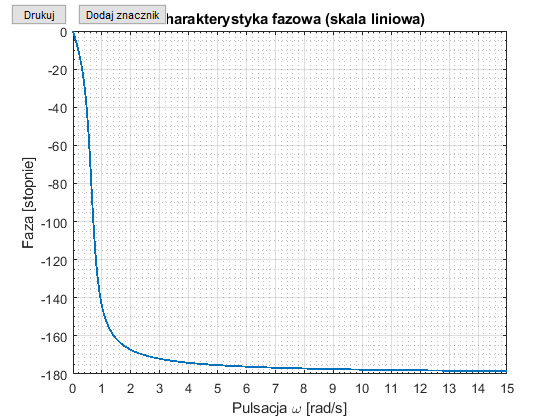 Drukuj
Dodaj znacznik
harakterystyka fazowa (skala liniowa)
0
-20
-40
-60
-80
-100
-120
-140
-160
-180
Faza [stopnie]
0 1 2 3 4 5 6 7 8 9 10 11 12 13 14 15
Pulsacja ω [rad/s]